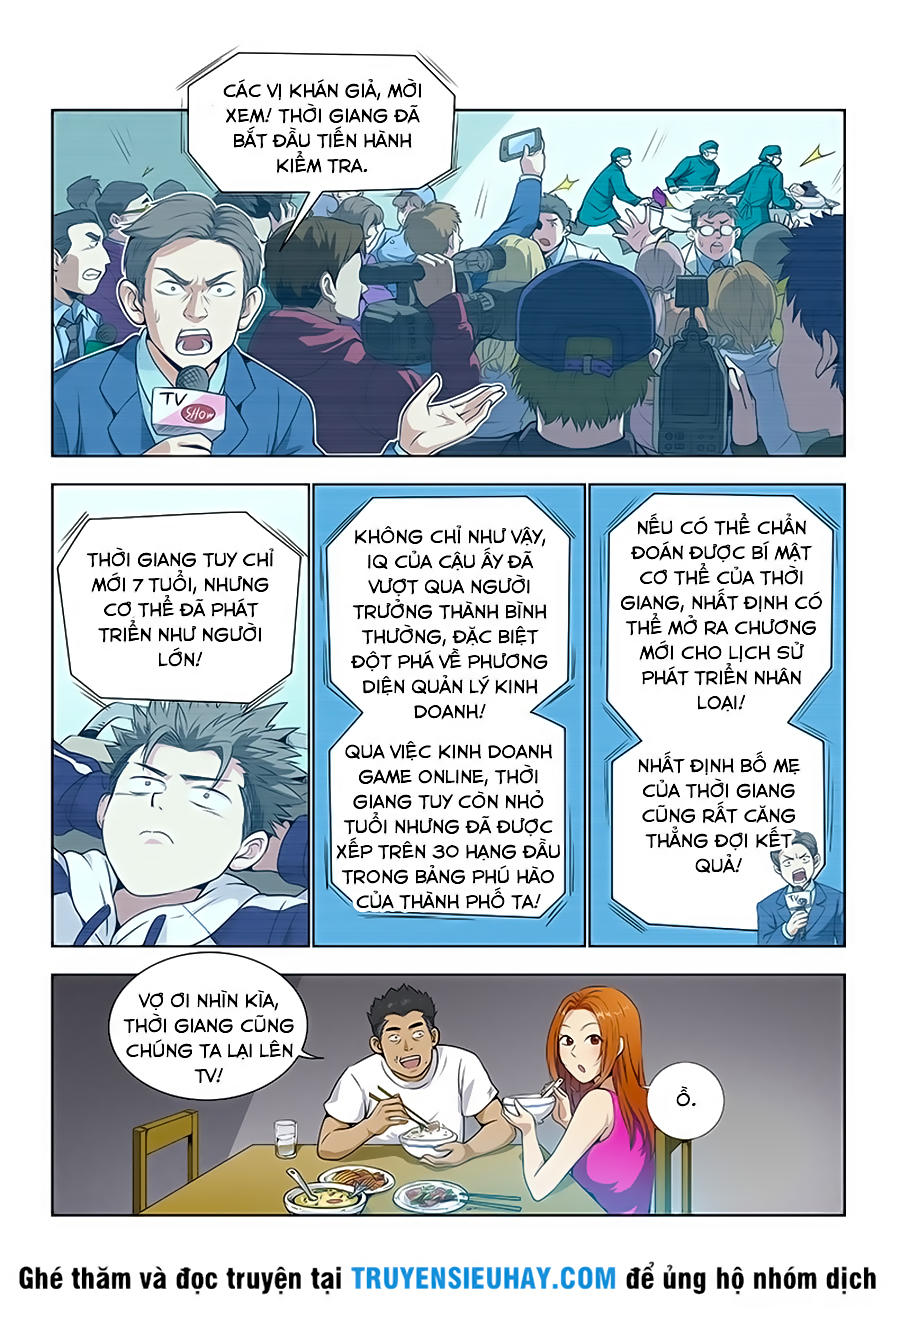 CÁC VỊ KHÁN GIẢ, MỜI
XEM! THỜI GIANG ĐÃ
BẮT ĐẦU TIẾN HÀNH
KIỂM TRA.
TV
SHOW
THỜI GIANG TUY CHỈ
MỚI 7 TUỔI, NHƯNG
CƠ THỂ ĐÃ PHÁT
TRIỂN NHƯ NGƯỜI
LỚN!
KHÔNG CHỈ NHƯ VẬY,
IQ CỦA CẬU ẤY ĐÃ
VƯỢT QUA NGƯỜI
TRƯỞNG THÀNH BÌNH
THƯỜNG, ĐẶC BIỆT
ĐỘT PHÁ VỀ PHƯƠNG
DIỆN QUẢN LÝ KINH
DOANH!
QUA VIỆC KINH DOANH
GAME ONLINE, THỜI
GIANG TUY CÒN NHỎ
TUỔI NHƯNG ĐÃ ĐƯỢC
XẾP TRÊN 30 HẠNG ĐẦU
TRONG BẢNG PHÚ HÀO
CỦA THÀNH PHỐ TA!
NẾU CÓ THỂ CHẨN
ĐOÁN ĐƯỢC BÍ MẬT
CƠ THỂ CỦA THỜI
GIANG, NHẤT ĐỊNH CÓ
THỂ MỞ RA CHƯƠNG
MỚI CHO LỊCH SỬ
PHÁT TRIỂN NHÂN
LOẠI!
NHẤT ĐỊNH BỐ MẸ
CỦA THỜI GIANG
CŨNG RẤT CĂNG
THẲNG ĐỢI KẾT
QUẢ!
TV
VỢ ƠI NHÌN KÌA,
THỜI GIANG CŨNG
CHÚNG TA LẠI LÊN
TV!
Ồ.
Ghé thăm và đọc truyện tại TRUYENSIEUHAY.COM để ủng hộ nhóm dịch